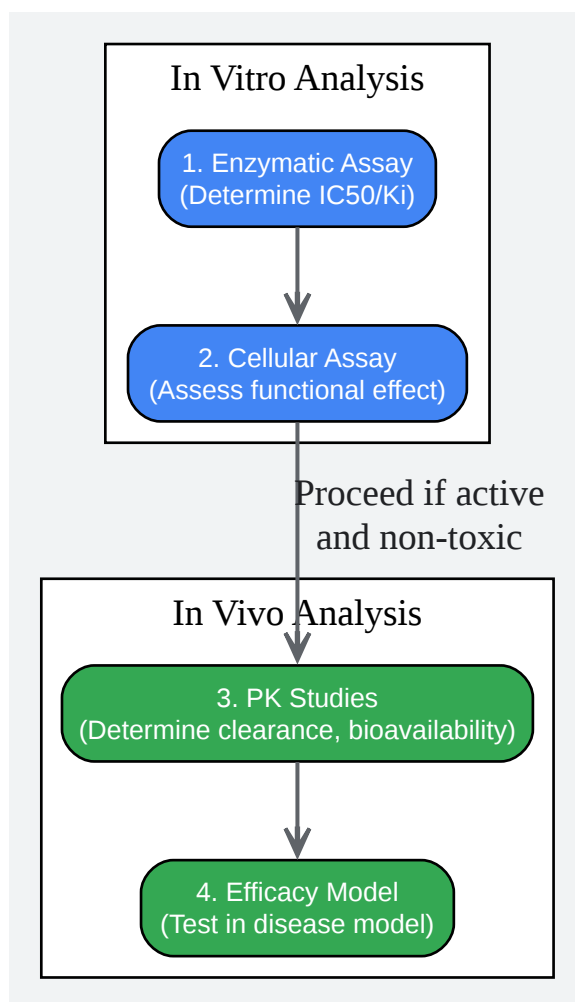 In Vitro Analysis
1. Enzymatic Assay
(Determine IC50/Ki)
2. Cellular Assay
(Assess functional effect)
Proceed if active
and non-toxic
In Vivo Analysis
3. PK Studies
(Determine clearance, bioavailability)
4. Efficacy Model
(Test in disease model)